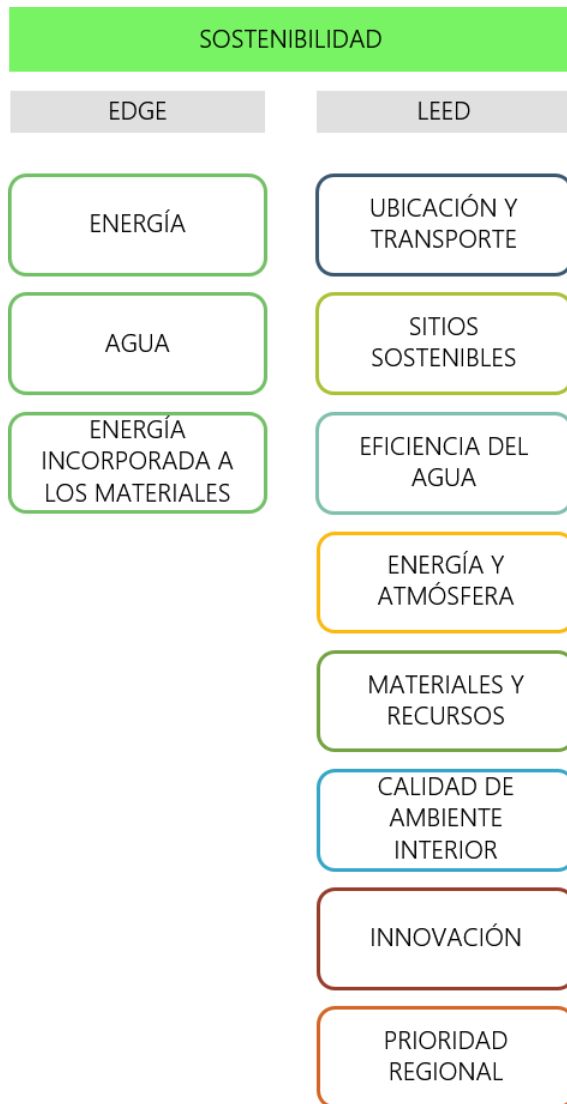 SOSTENIBILIDAD
EDGE
LEED
ENERGÍA
AGUA
ENERGÍA
INCORPORADA A
LOS MATERIALES
UBICACIÓN Y
TRANSPORTE
SITIOS
SOSTENIBLES
EFICIENCIA DEL
AGUA
ENERGÍA Y
ATMÓSFERA
MATERIALES Y
RECURSOS
CALIDAD DE
AMBIENTE
INTERIOR
INNOVACIÓN
PRIORIDAD
REGIONAL